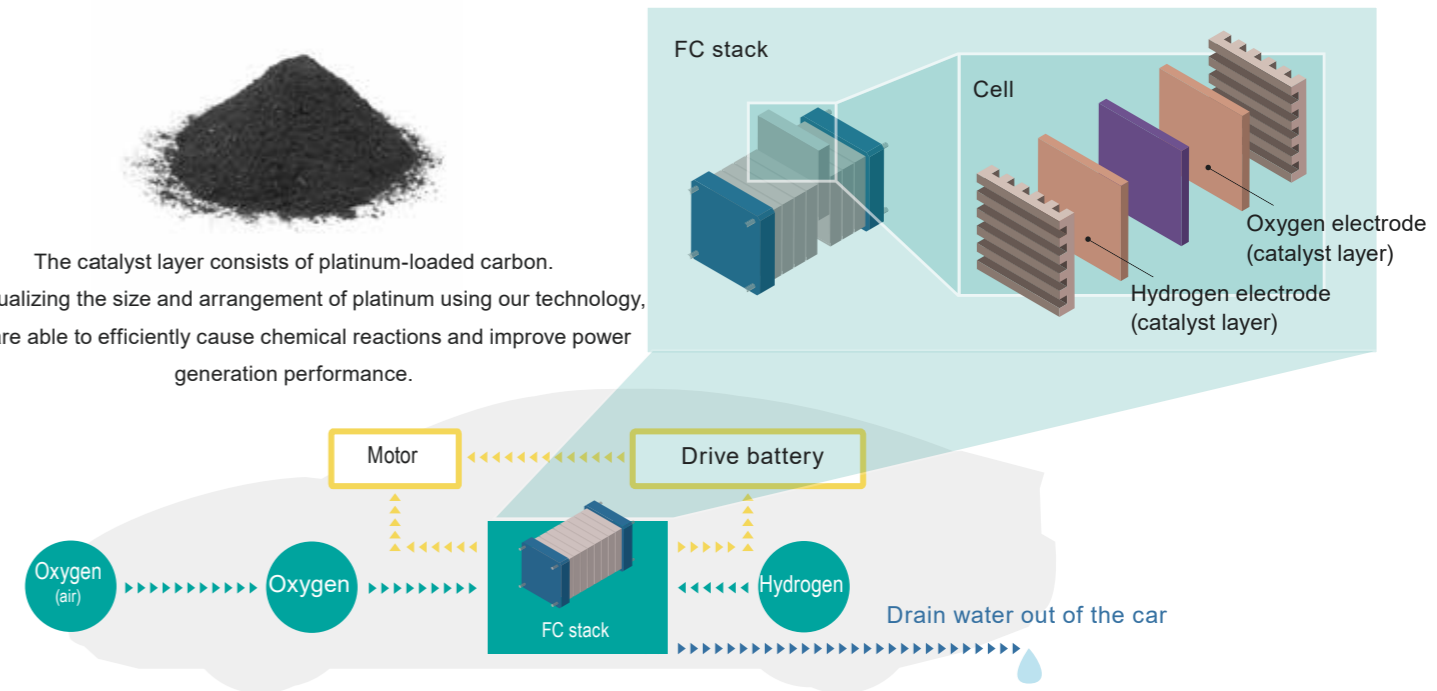 The catalyst layer consists of platinum-loaded carbon.
ualizing the size and arrangement of platinum using our technology,
re able to efficiently cause chemical reactions and improve power
generation performance.
FC stack
Cell
Oxygen electrode
(catalyst layer)
Hydrogen electrode
(catalyst layer)
Motor
Drive battery
Oxygen
(air)
Oxygen
FC stack
Hydrogen
Drain water out of the car